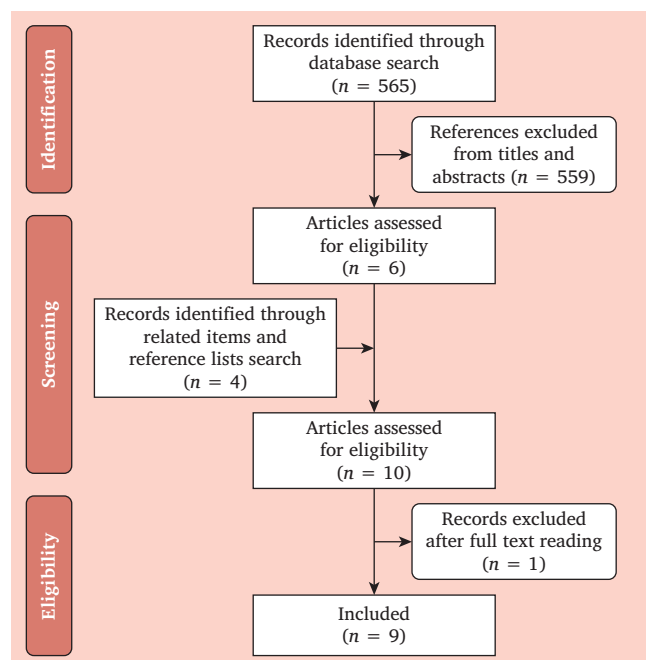 Identification
Records identified through
database search
(n = 565)
References excluded
from titles and
abstracts (n = 559)
Screening
Articles assessed
for eligibility
(n = 6)
Records identified through
related items and
reference lists search
(n = 4)
Articles assessed
for eligibility
(n = 10)
Eligibility
Records excluded
after full text reading
(n = 1)
Included
(n = 9)